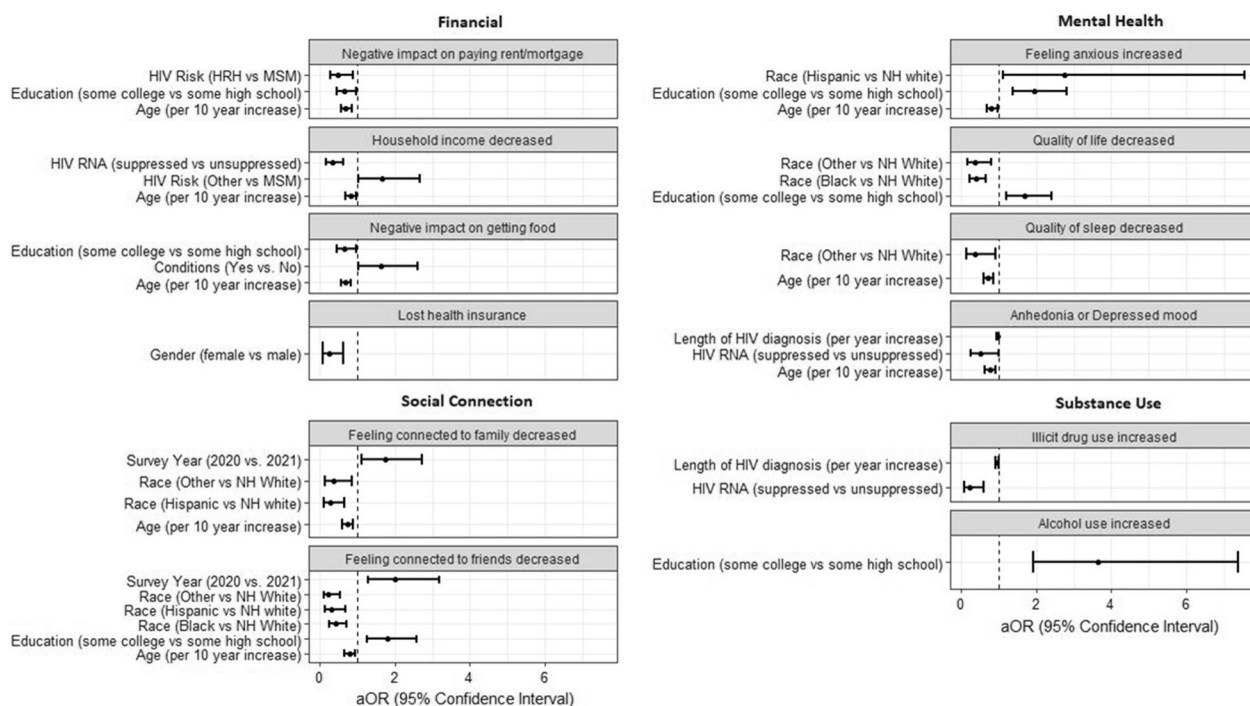 Financial
Negative impact on paying rent/mortgage
HIV Risk (HRH vs MSM)
Education (some college vs some high school)
Age (per 10 year increase)
Household income decreased
HIV RNA (suppressed vs unsuppressed)
HIV Risk (Other vs MSM)
Age (per 10 year increase)
Negative impact on getting food
Education (some college vs some high school)
Conditions (Yes vs. No)
Age (per 10 year increase)
Lost health insurance
Gender (female vs male)
Social Connection
Feeling connected to family decreased
Survey Year (2020 vs. 2021)
Race (Other vs NH White)
Race (Hispanic vs NH white)
Age (per 10 year increase)
Feeling connected to friends decreased
Survey Year (2020 vs. 2021)
Race (Other vs NH White)
Race (Hispanic vs NH white)
Race (Black vs NH White)
Education (some college vs some high school)
Age (per 10 year increase)
0 2 4 6
aOR (95% Confidence Interval)
Mental Health
Feeling anxious increased
Race (Hispanic vs NH white)
Education (some college vs some high school)
Age (per 10 year increase)
Quality of life decreased
Race (Other vs NH White)
Race (Black vs NH White)
Education (some college vs some high school)
Quality of sleep decreased
Race (Other vs NH White)
Age (per 10 year increase)
Anhedonia or Depressed mood
Length of HIV diagnosis (per year increase)
HIV RNA (suppressed vs unsuppressed)
Age (per 10 year increase)
Substance Use
Illicit drug use increased
Length of HIV diagnosis (per year increase)
HIV RNA (suppressed vs unsuppressed)
Alcohol use increased
Education (some college vs some high school)
0 2 4 6
aOR (95% Confidence Interval)